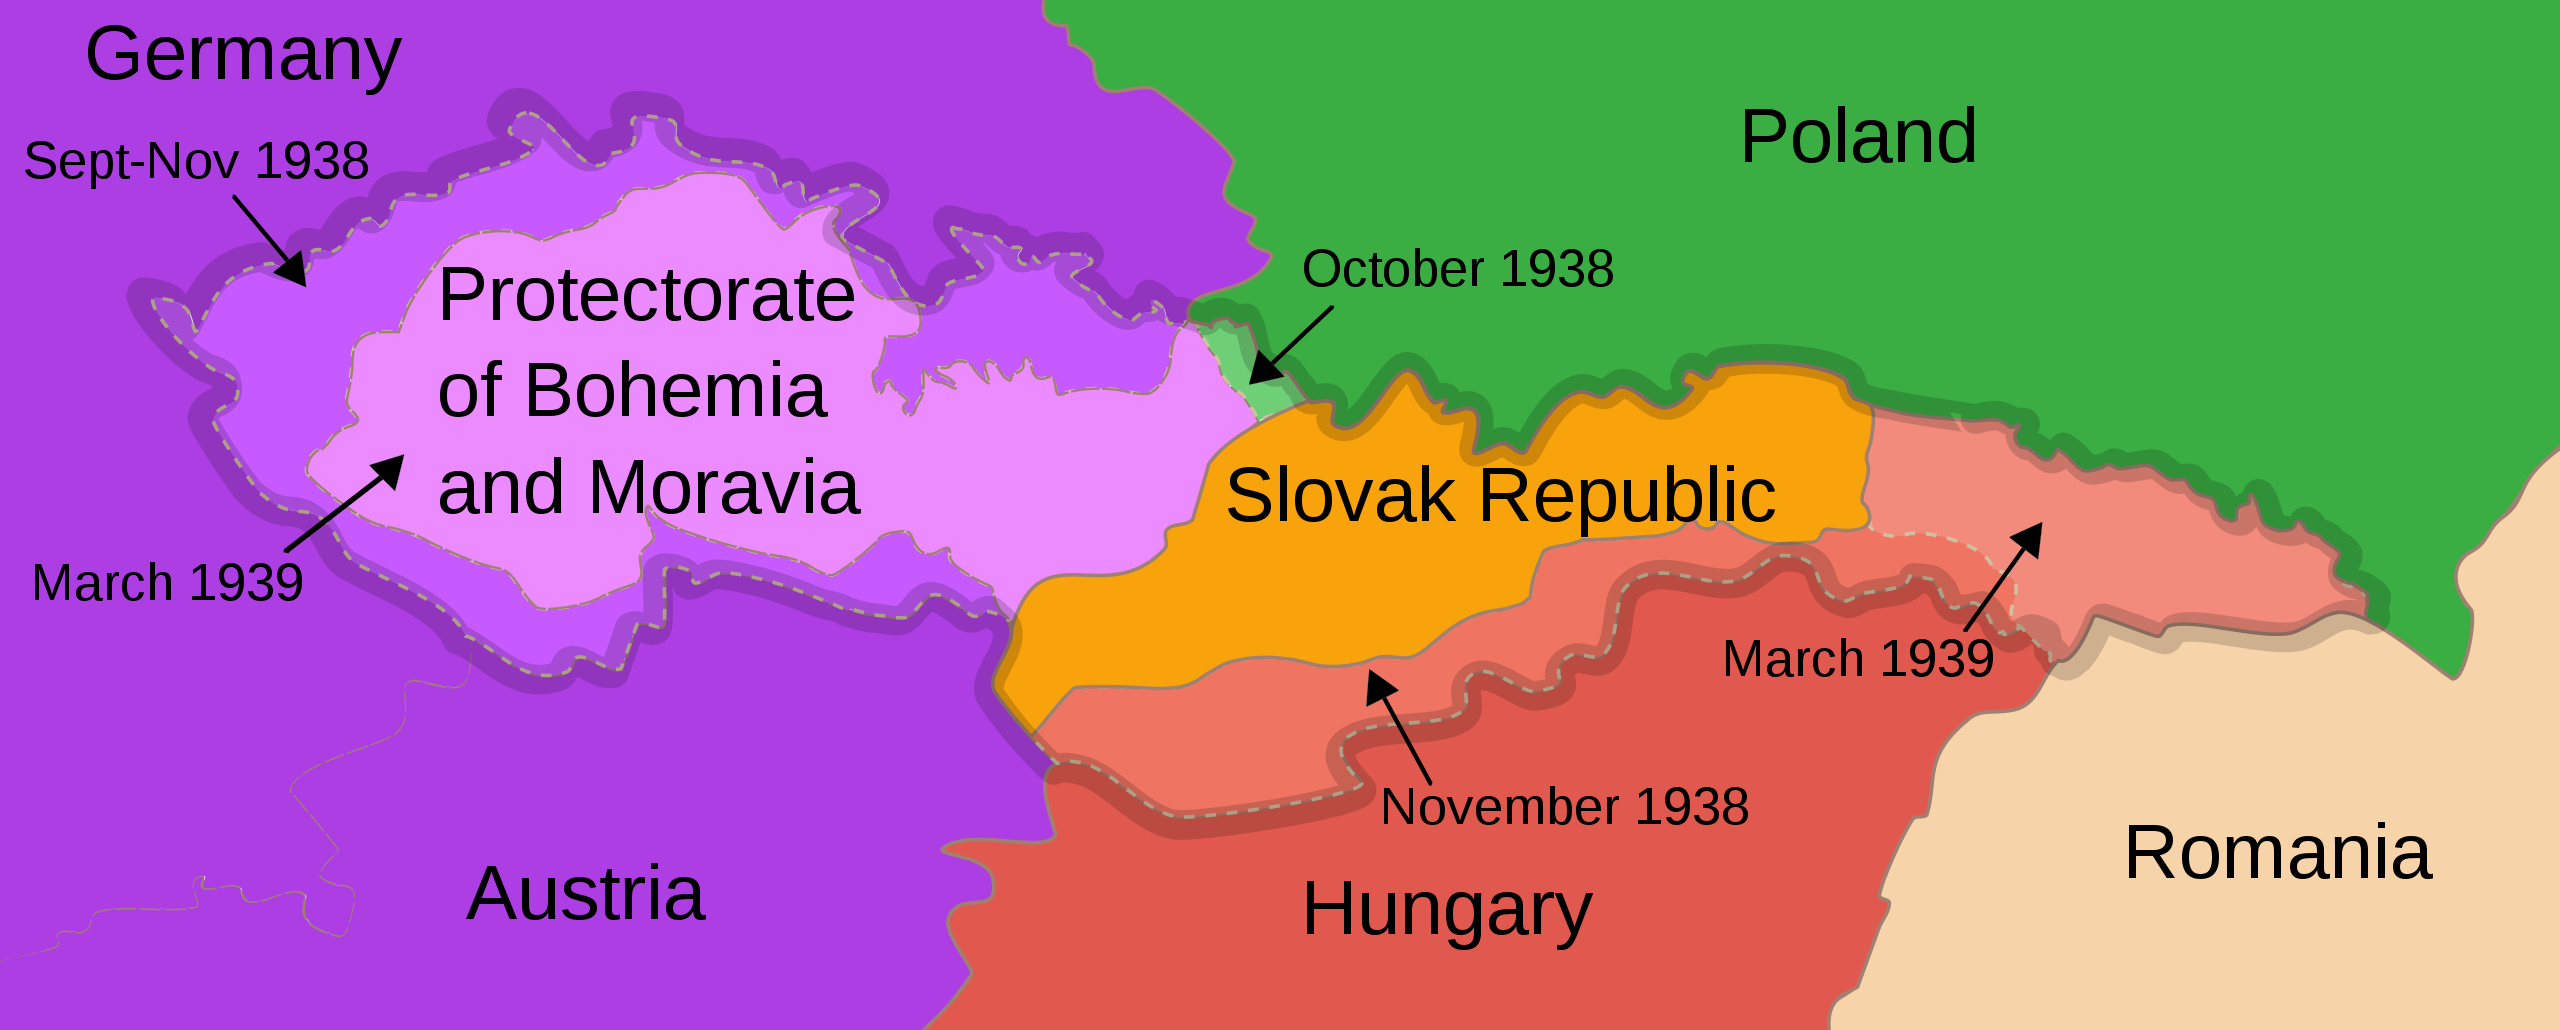 Germany
Poland
Sept-Nov 1938
October 1938
Protectorate
of Bohemia
and Moravia
Slovak Republic
March 1939
March 1939
November 1938
Romania
Austria
Hungary